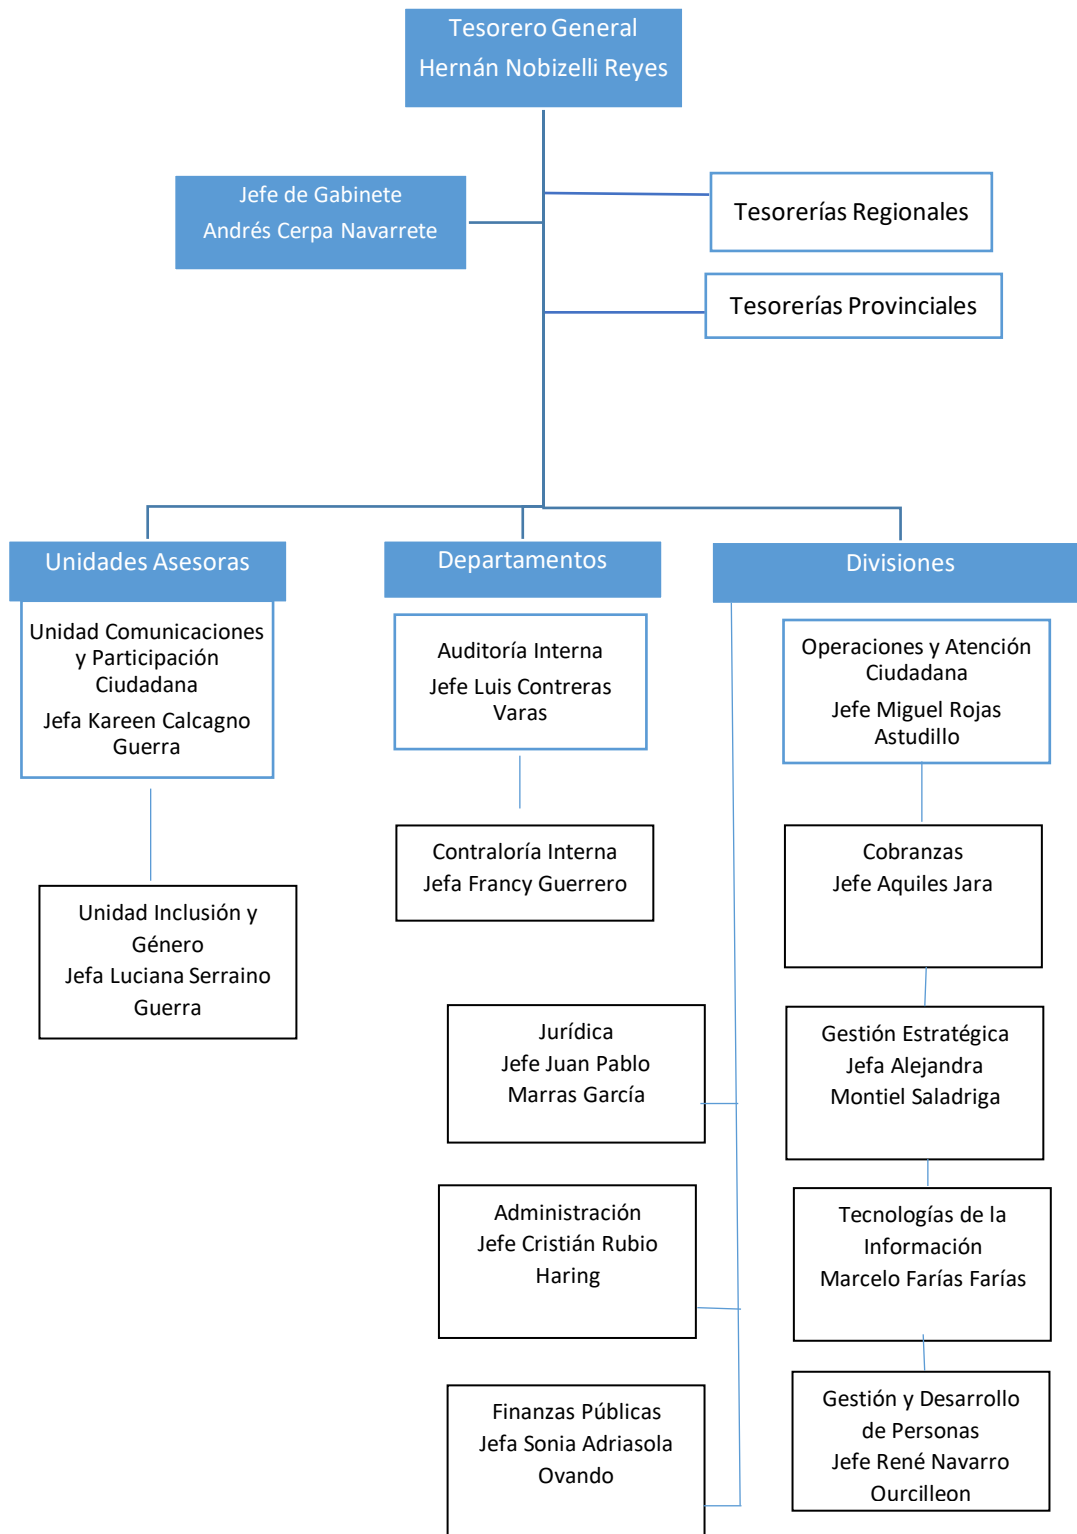 Tesorero General
Hernán Nobizelli Reyes
Jefe de Gabinete
Andrés Cerpa Navarrete
Tesorerías Regionales
Tesorerías Provinciales
Unidades Asesoras
Unidad Comunicaciones
y Participación
Ciudadana
Jefa Kareen Calcagno
Guerra
Unidad Inclusión y
Género
Jefa Luciana Serraino
Guerra
Departamentos
Auditoría Interna
Jefe Luis Contreras
Varas
Contraloría Interna
Jefa Francy Guerrero
Divisiones
Operaciones y Atención
Ciudadana
Jefe Miguel Rojas
Astudillo
Cobranzas
Jefe Aquiles Jara
Gestión Estratégica
Jefa Alejandra
Montiel Saladriga
Tecnologías de la
Información
Marcelo Farías Farías
Gestión y Desarrollo
de Personas
Jefe René Navarro
Ourcilleon
Jurídica
Jefe Juan Pablo
Marras García
Administración
Jefe Cristián Rubio
Haring
Finanzas Públicas
Jefa Sonia Adriasola
Ovando